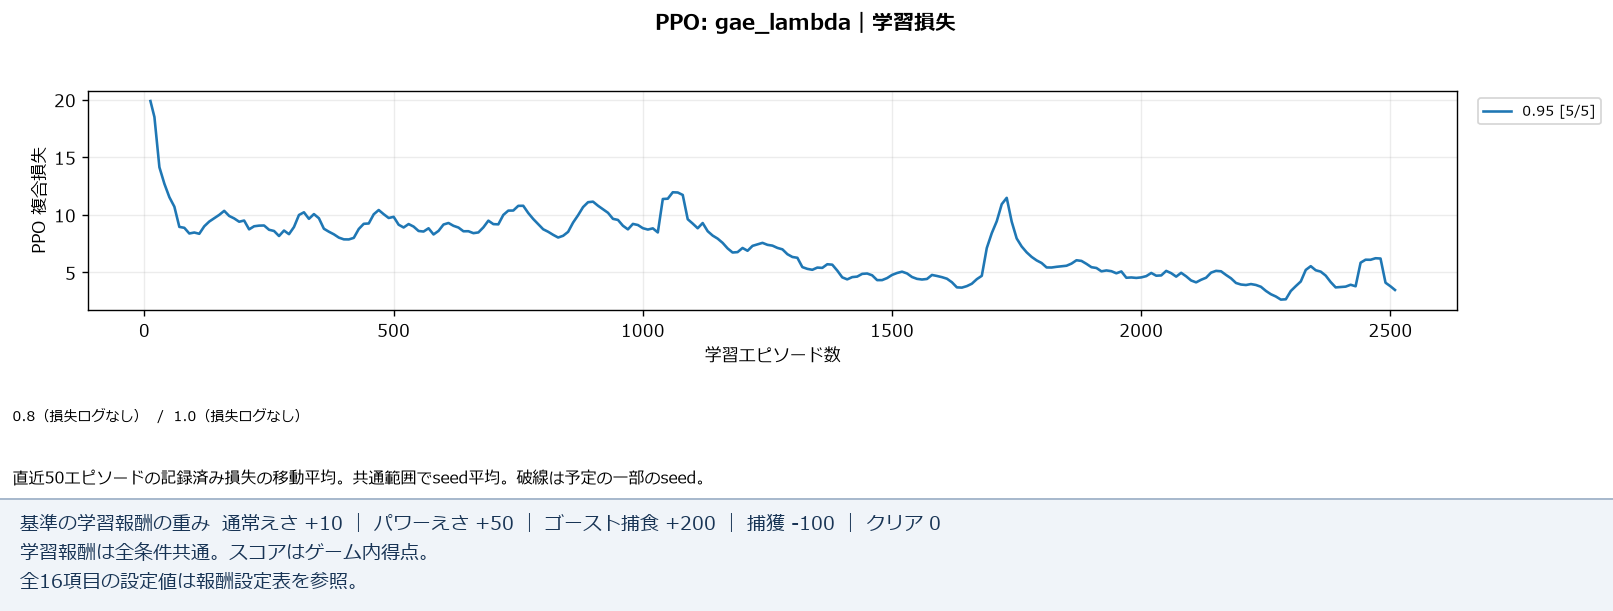 PPO: gae_lambda | 学習損失
20
15
10
5
PPO 複合損失
0.95 [5/5]
0 500 1000 1500 2000 2500
学習エピソード数
0.8（損失ログなし） / 1.0（損失ログなし）
直近50エピソードの記録済み損失の移動平均。共通範囲でseed平均。破線は予定の一部のseed。
基準の学習報酬の重み 通常えさ +10 ｜ パワーえさ +50 ｜ ゴースト捕食 +200 ｜ 捕獲 -100 ｜ クリア 0
学習報酬は全条件共通。スコアはゲーム内得点。
全16項目の設定値は報酬設定表を参照。